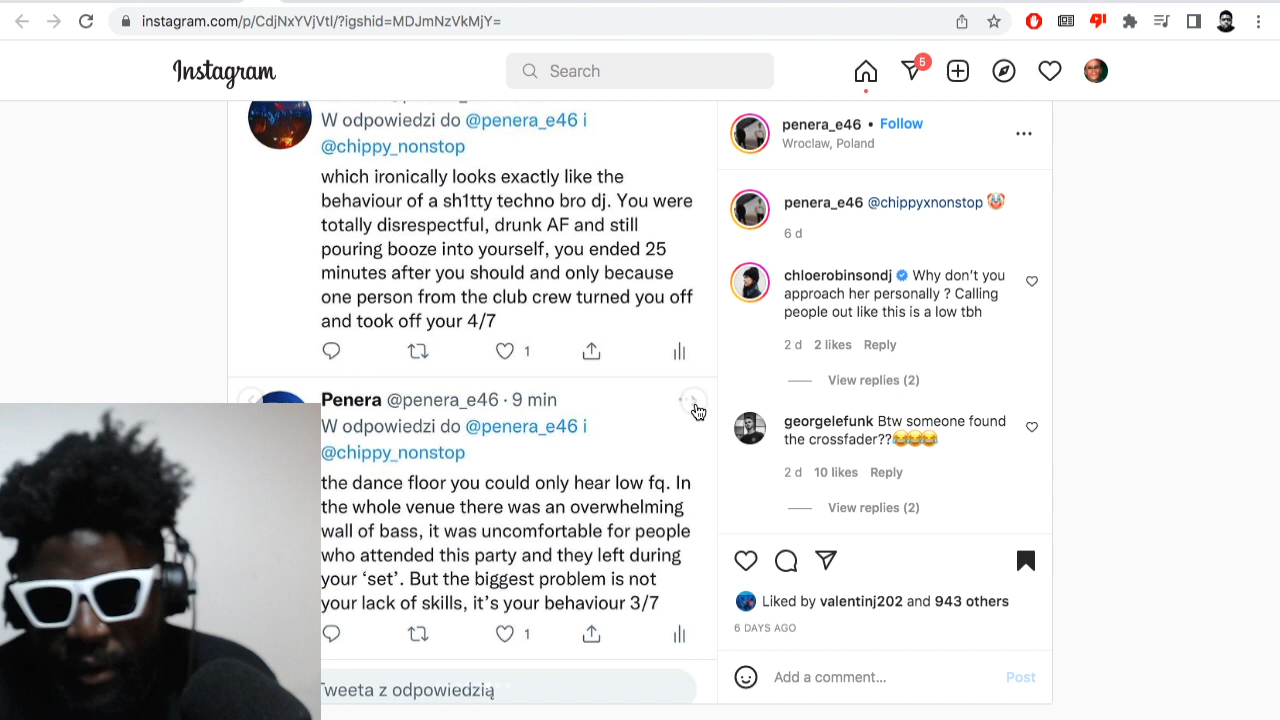 instagram.com/p/CdjNxYVjVtI/?igshid=MDJmNzVkMjY=
Instagram
Search
5
W odpowiedzi do @penera_e46 i
@chippy_nonstop
which ironically looks exactly like the
behaviour of a sh1tty techno bro dj. You were
totally disrespectful, drunk AF and still
pouring booze into yourself, you ended 25
minutes after you should and only because
one person from the club crew turned you off
and took off your 4/7
1
Penera @penera_e46 · 9 min
W odpowiedzi do @penera_e46 i
@chippy_nonstop
the dance floor you could only hear low fq. In
the whole venue there was an overwhelming
wall of bass, it was uncomfortable for people
who attended this party and they left during
your ‘set’. But the biggest problem is not
your lack of skills, it’s your behaviour 3/7
1
Tweeta z odpowiedzią
penera_e46 • Follow
Wroclaw, Poland
penera_e46 @chippyxnonstop 🤡
6 d
chloerobinsondj Why don’t you
approach her personally ? Calling
people out like this is a low tbh
2 d 2 likes Reply
View replies (2)
georgelefunk Btw someone found
the crossfader??😂😂😂
2 d 10 likes Reply
View replies (2)
Liked by valentinj202 and 943 others
6 DAYS AGO
Add a comment...
Post